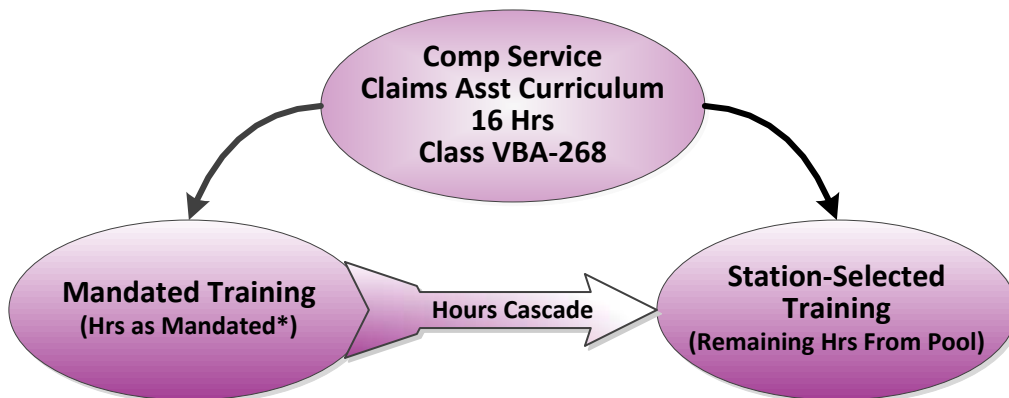 Comp Service
Claims Asst Curriculum
16 Hrs
Class VBA-268
Mandated Training
(Hrs as Mandated*)
Hours Cascade
Station-Selected
Training
(Remaining Hrs From Pool)